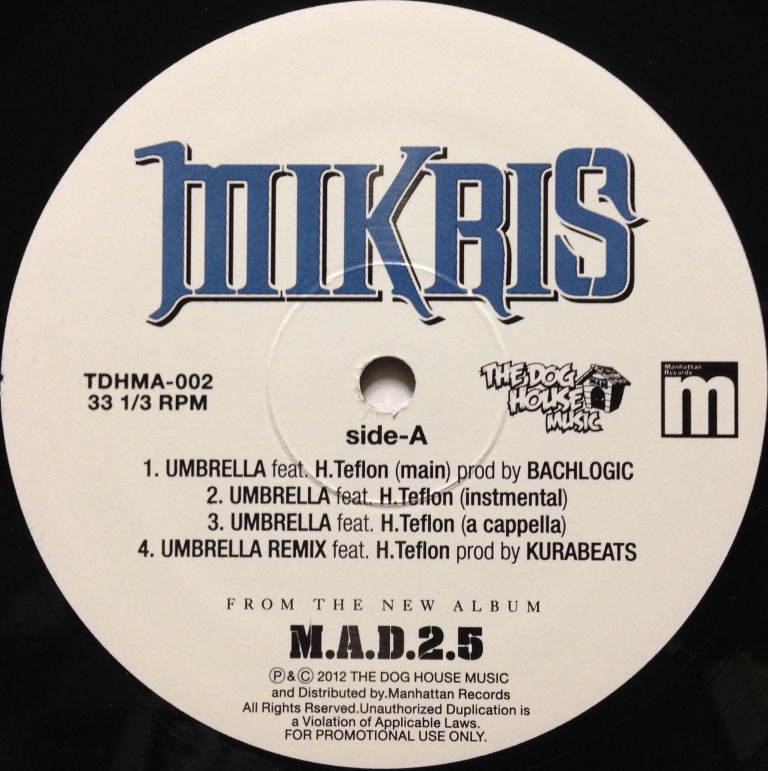 MIKRIS
TDHMA-002
33 1/3 RPM
THE DOG
HOUSE
MUSIC
Manhattan
Records
m
side-A
1. UMBRELLA feat. H.Teflon (main) prod by BACHLOGIC
2. UMBRELLA feat. H.Teflon (instmental)
3. UMBRELLA feat. H.Teflon (a cappella)
4. UMBRELLA REMIX feat. H.Teflon prod by KURABEATS
FROM THE NEW ALBUM
M.A.D.2.5
Ⓟ&Ⓒ 2012 THE DOG HOUSE MUSIC
and Distributed by.Manhattan Records
All Rights Rserved.Unauthorized Duplication is
a Violation of Applicable Laws.
FOR PROMOTIONAL USE ONLY.